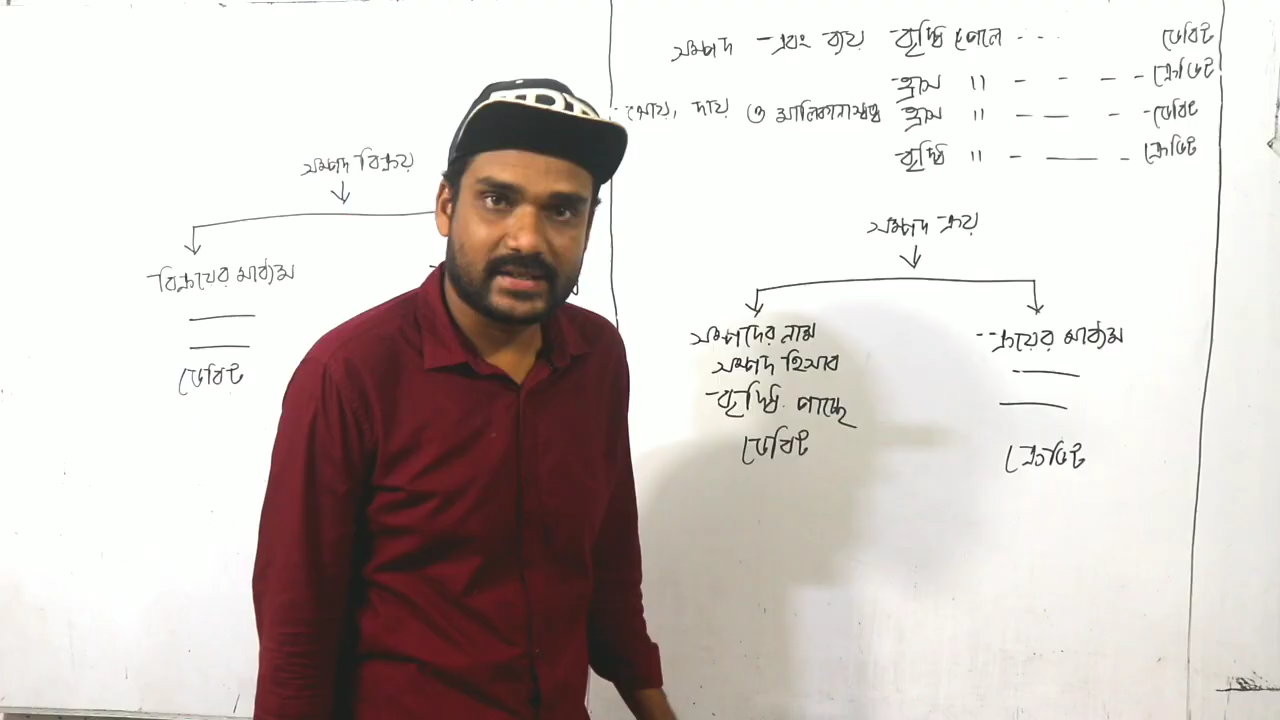 সম্পদ এবং ব্যয় বৃদ্ধি পেলে - - - ডেবিট
হ্রাস " - - - - ক্রেডিট
আয়, দায় ও মালিকানাস্বত্ব হ্রাস " - — - - ডেবিট
বৃদ্ধি " - — - ক্রেডিট
সম্পদ বিক্রয়
বিক্রয়ের মাধ্যম
ডেবিট
সম্পদ ক্রয়
সম্পদের নাম
সম্পদ হিসাব
বৃদ্ধি পাচ্ছে
ডেবিট
ক্রয়ের মাধ্যম
ক্রেডিট